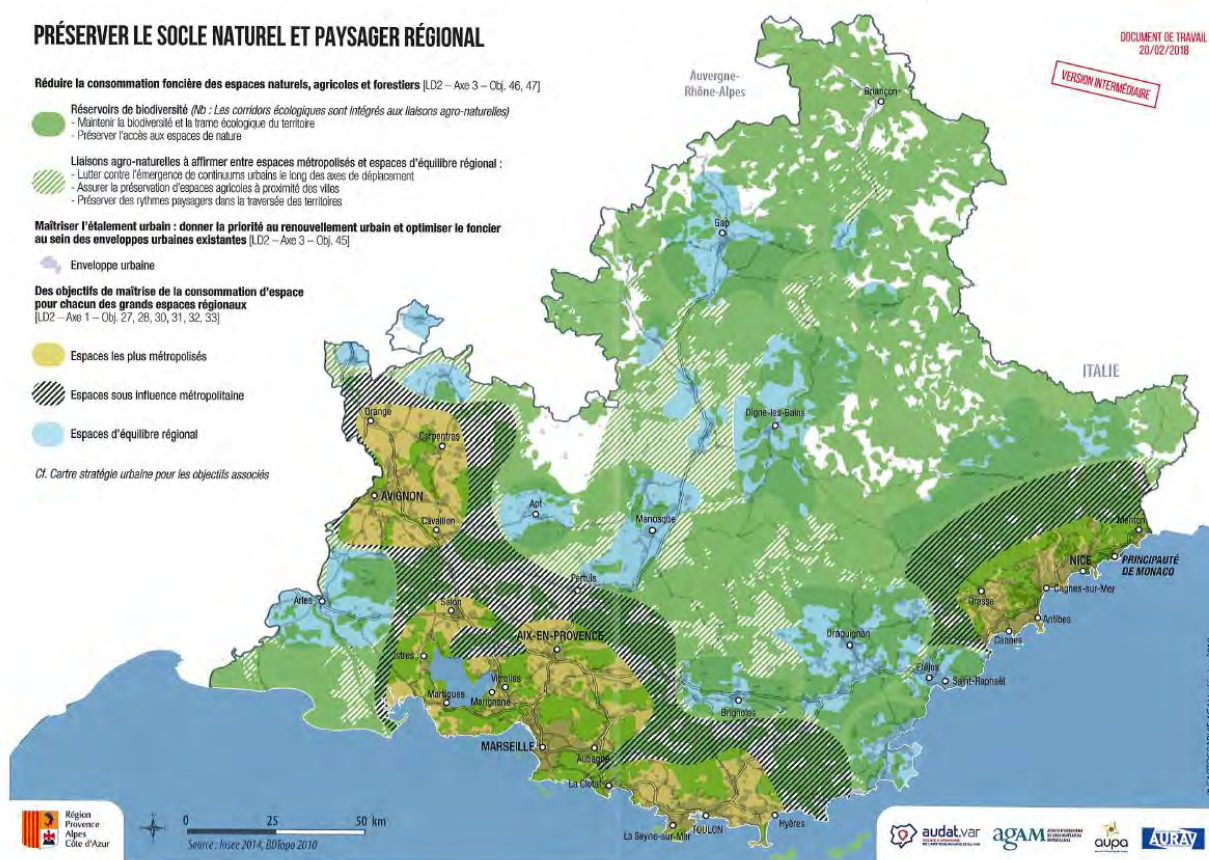 PRÉSERVER LE SOCLE NATUREL ET PAYSAGER RÉGIONAL
DOCUMENT DE TRAVAIL
20/02/2018
VERSION INTERMÉDIAIRE
Réduire la consommation foncière des espaces naturels, agricoles et forestiers [LD2 – Axe 3 – Obj. 46, 47]
Réservoirs de biodiversité (Nb : Les corridors écologiques sont intégrés aux liaisons agro-naturelles)
- Maintenir la biodiversité et la trame écologique du territoire
- Préserver l'accès aux espaces de nature
Liaisons agro-naturelles à affirmer entre espaces métropolisés et espaces d'équilibre régional :
- Lutter contre l'émergence de continuums urbains le long des axes de déplacement
- Assurer la préservation d'espaces agricoles à proximité des villes
- Préserver des rythmes paysagers dans la traversée des territoires
Maîtriser l'étalement urbain : donner la priorité au renouvellement urbain et optimiser le foncier
au sein des enveloppes urbaines existantes [LD2 – Axe 3 – Obj. 45]
Enveloppe urbaine
Des objectifs de maîtrise de la consommation d'espace
pour chacun des grands espaces régionaux
[LD2 – Axe 1 – Obj. 27, 28, 30, 31, 32, 33]
Espaces les plus métropolisés
Espaces sous influence métropolitaine
Espaces d'équilibre régional
Cf. Cartre stratégie urbaine pour les objectifs associés
Auvergne-
Rhône-Alpes
Briançon
Gap
ITALIE
Digne-les-Bains
Orange
Carpentras
AVIGNON
Cavaillon
Apt
Manosque
Pertuis
Menton
NICE
PRINCIPAUTÉ
DE MONACO
Cagnes-sur-Mer
Grasse
Antibes
Cannes
Arles
Salon
AIX-EN-PROVENCE
Draguignan
Fréjus
Saint-Raphaël
Istres
Vitrolles
Martigues
Marignane
Brignoles
MARSEILLE
Aubagne
La Ciotat
La Seyne-sur-Mer
TOULON
Hyères
Région
Provence
Alpes
Côte d'Azur
0 25 50 km
Source : Insee 2014, BDTopo 2010
audat.var
agAM
aupa
AURAV